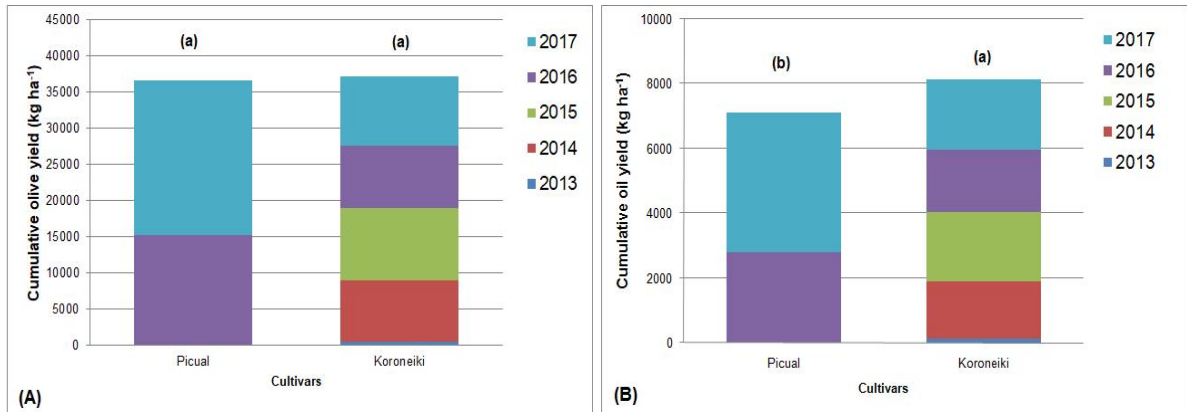 45000
40000
35000
30000
25000
20000
15000
10000
5000
0
Cumulative olive yield (kg ha⁻¹)
(a)
(a)
2017
2016
2015
2014
2013
Picual
Koroneiki
Cultivars
(A)
10000
8000
6000
4000
2000
0
Cumulative oil yield (kg ha⁻¹)
(b)
(a)
2017
2016
2015
2014
2013
Picual
Koroneiki
Cultivars
(B)